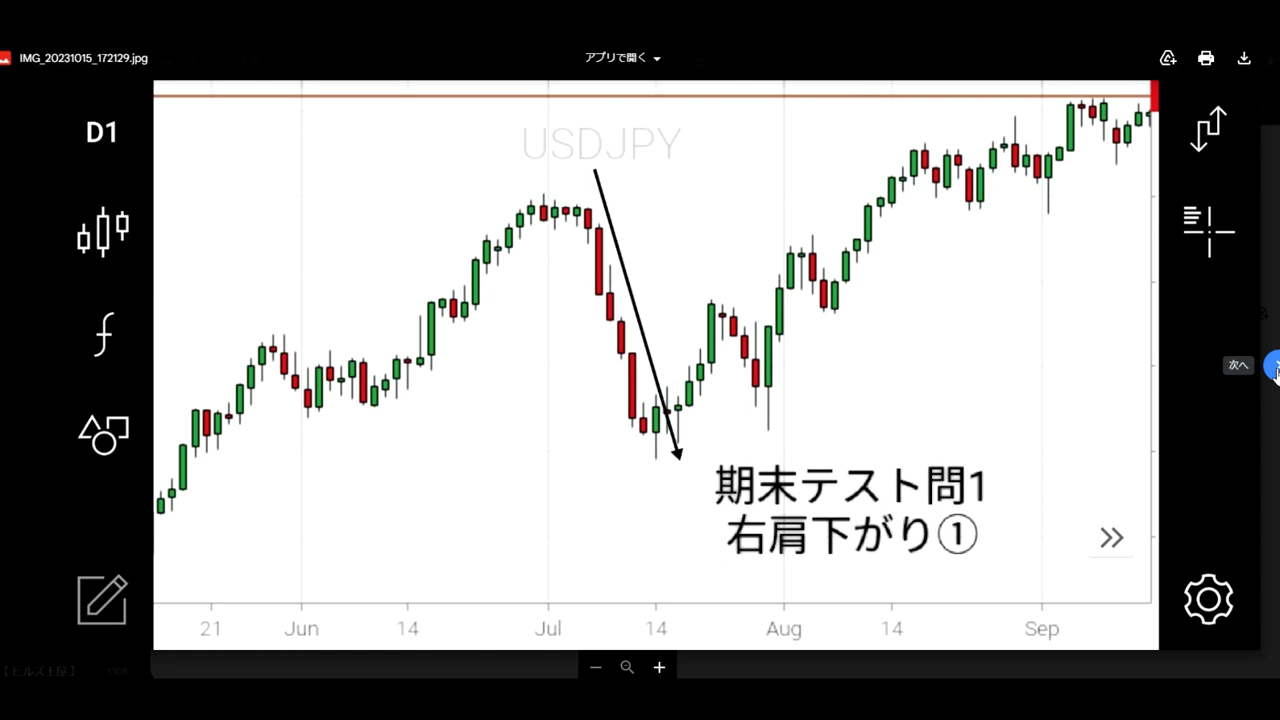 IMG_20231015_172129.jpg
アプリで開く
D1
USDJPY
次へ
期末テスト問1
右肩下がり①
21 Jun 14 Jul 14 Aug 14 Sep